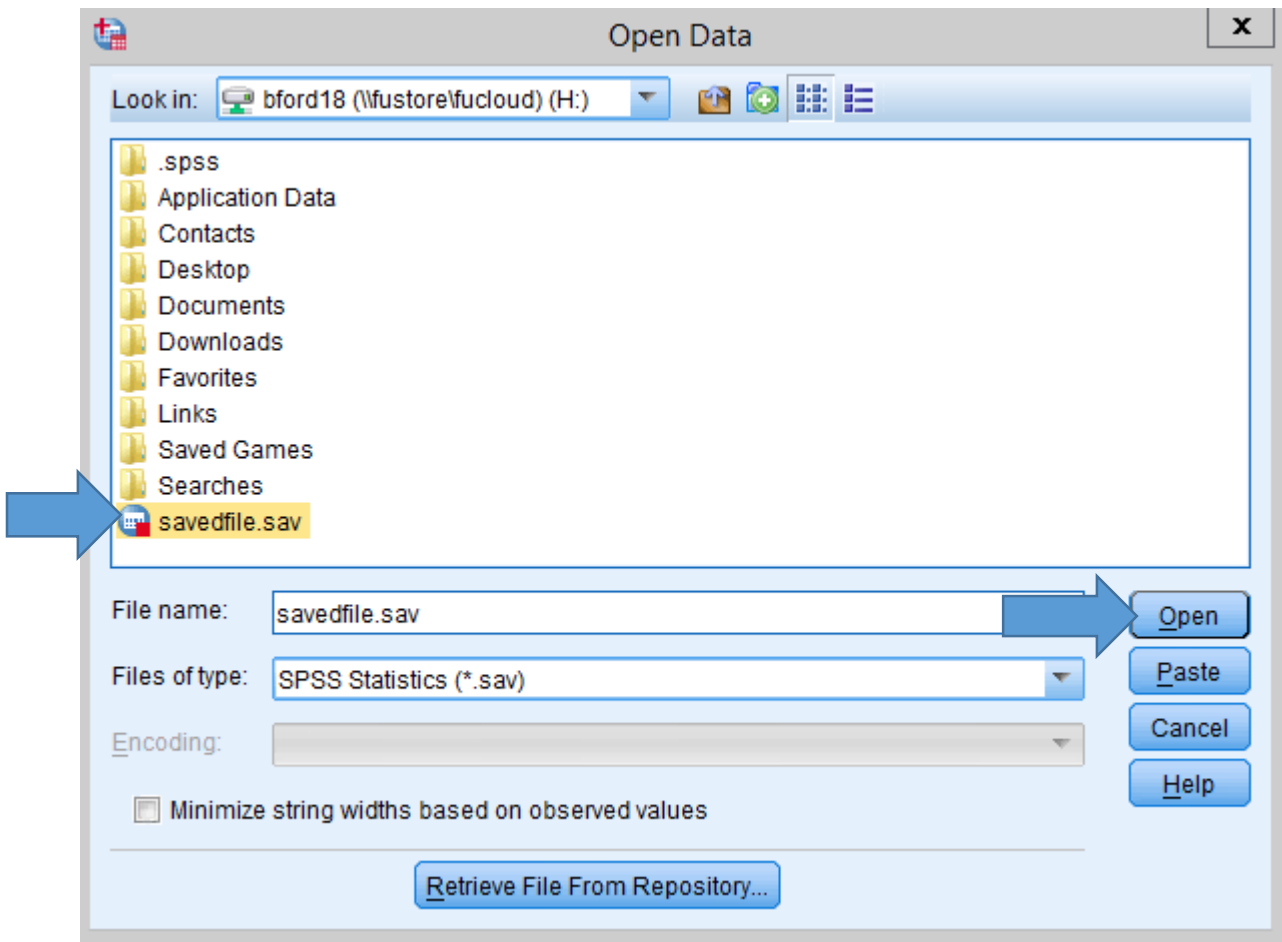 Open Data
x
Look in: bford18 (\\fustore\fucloud) (H:)
.spss
Application Data
Contacts
Desktop
Documents
Downloads
Favorites
Links
Saved Games
Searches
savedfile.sav
File name: savedfile.sav
Open
Files of type: SPSS Statistics (*.sav)
Paste
Encoding:
Cancel
Help
Minimize string widths based on observed values
Retrieve File From Repository...